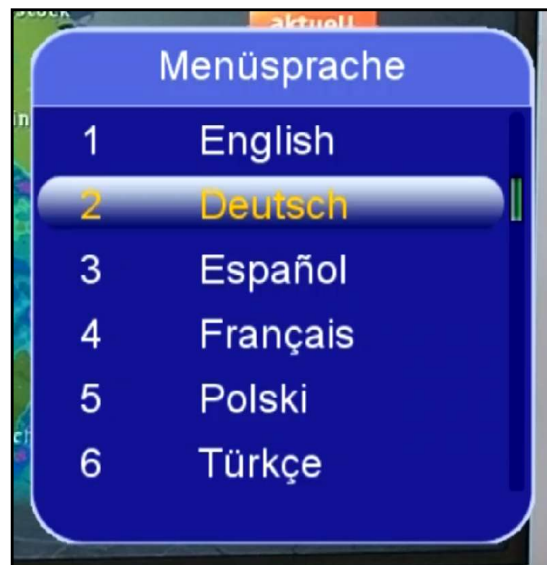 aktuell
Menüsprache
1 English
2 Deutsch
3 Español
4 Français
5 Polski
6 Türkçe